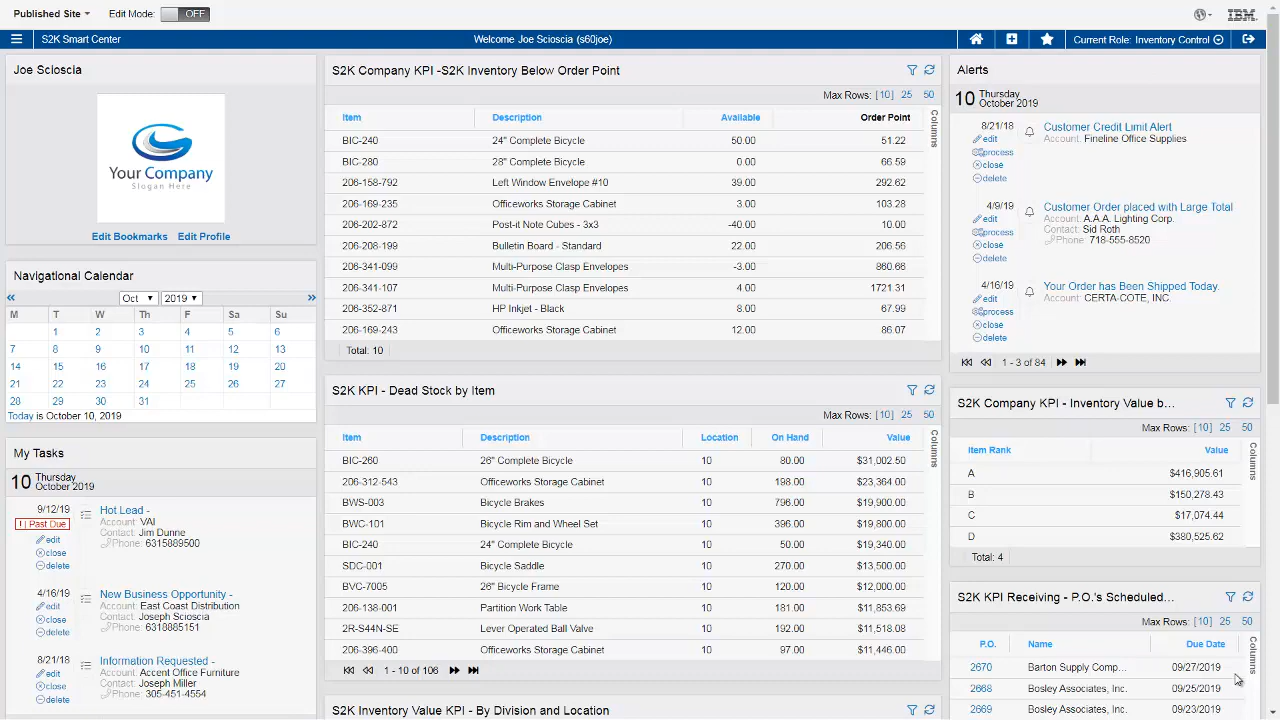 Published Site
Edit Mode: OFF
IBM
S2K Smart Center
Welcome Joe Scioscia (s60joe)
Current Role: Inventory Control
Joe Scioscia
Your Company
Slogan Here
Edit Bookmarks Edit Profile
Navigational Calendar
Oct 2019
M T W Th F Sa Su
1 2 3 4 5 6
7 8 9 10 11 12 13
14 15 16 17 18 19 20
21 22 23 24 25 26 27
28 29 30 31
Today is October 10, 2019
My Tasks
10 Thursday
October 2019
9/12/19 Hot Lead -
Past Due Account: VAI
Contact: Jim Dunne
edit Phone: 6315889500
close
delete
4/16/19 New Business Opportunity -
edit Account: East Coast Distribution
close Contact: Joseph Scioscia
delete Phone: 6318885151
8/21/18 Information Requested -
edit Account: Accent Office Furniture
close Contact: Joseph Miller
delete Phone: 305-451-4554
S2K Company KPI -S2K Inventory Below Order Point
Max Rows: [10] 25 50
Item Description Available Order Point
Columns
BIC-240 24" Complete Bicycle 50.00 51.22
BIC-280 28" Complete Bicycle 0.00 66.59
206-158-792 Left Window Envelope #10 39.00 292.62
206-169-235 Officeworks Storage Cabinet 3.00 103.28
206-202-872 Post-it Note Cubes - 3x3 -40.00 10.00
206-208-199 Bulletin Board - Standard 22.00 206.56
206-341-099 Multi-Purpose Clasp Envelopes -3.00 860.66
206-341-107 Multi-Purpose Clasp Envelopes 4.00 1721.31
206-352-871 HP Inkjet - Black 8.00 67.99
206-169-243 Officeworks Storage Cabinet 12.00 86.07
Total: 10
S2K KPI - Dead Stock by Item
Max Rows: [10] 25 50
Item Description Location On Hand Value
Columns
BIC-260 26" Complete Bicycle 10 80.00 $31,002.50
206-312-543 Officeworks Storage Cabinet 10 198.00 $23,364.00
BWS-003 Bicycle Brakes 10 796.00 $19,900.00
BWC-101 Bicycle Rim and Wheel Set 10 396.00 $19,800.00
BIC-240 24" Complete Bicycle 10 50.00 $19,340.00
SDC-001 Bicycle Saddle 10 270.00 $13,500.00
BVC-7005 26" Bicycle Frame 10 120.00 $12,000.00
206-138-001 Partition Work Table 10 181.00 $11,853.69
2R-S44N-SE Lever Operated Ball Valve 10 192.00 $11,518.08
206-396-400 Officeworks Storage Cabinet 10 97.00 $11,446.00
1 - 10 of 106
S2K Inventory Value KPI - By Division and Location
Alerts
10 Thursday
October 2019
8/21/18 Customer Credit Limit Alert
edit Account: Fineline Office Supplies
process
close
delete
4/9/19 Customer Order placed with Large Total
edit Account: A.A.A. Lighting Corp.
process Contact: Sid Roth
close Phone: 718-555-8520
delete
4/16/19 Your Order has Been Shipped Today.
edit Account: CERTA-COTE, INC.
process
close
delete
1 - 3 of 84
S2K Company KPI - Inventory Value b...
Max Rows: [10] 25 50
Item Rank Value
Columns
A $416,905.61
B $150,278.43
C $17,074.44
D $380,525.62
Total: 4
S2K KPI Receiving - P.O.'s Scheduled...
Max Rows: [10] 25 50
P.O. Name Due Date
Columns
2670 Barton Supply Comp... 09/27/2019
2668 Bosley Associates, Inc. 09/25/2019
2669 Bosley Associates, Inc. 09/23/2019